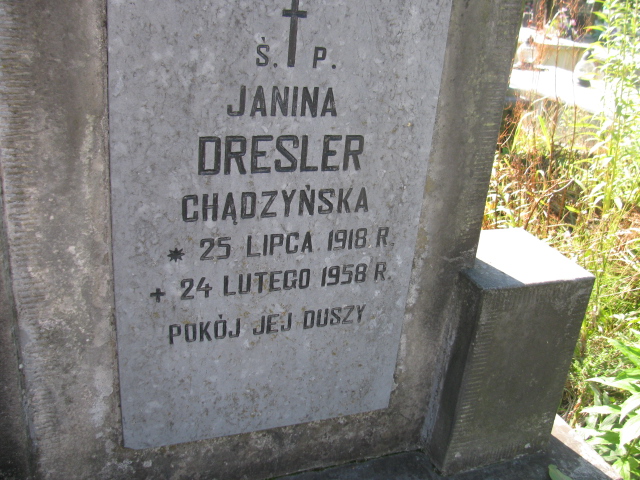 Ś. P.
JANINA
DRESLER
CHĄDZYŃSKA
* 25 LIPCA 1918 R.
+ 24 LUTEGO 1958 R.
POKÓJ JEJ DUSZY